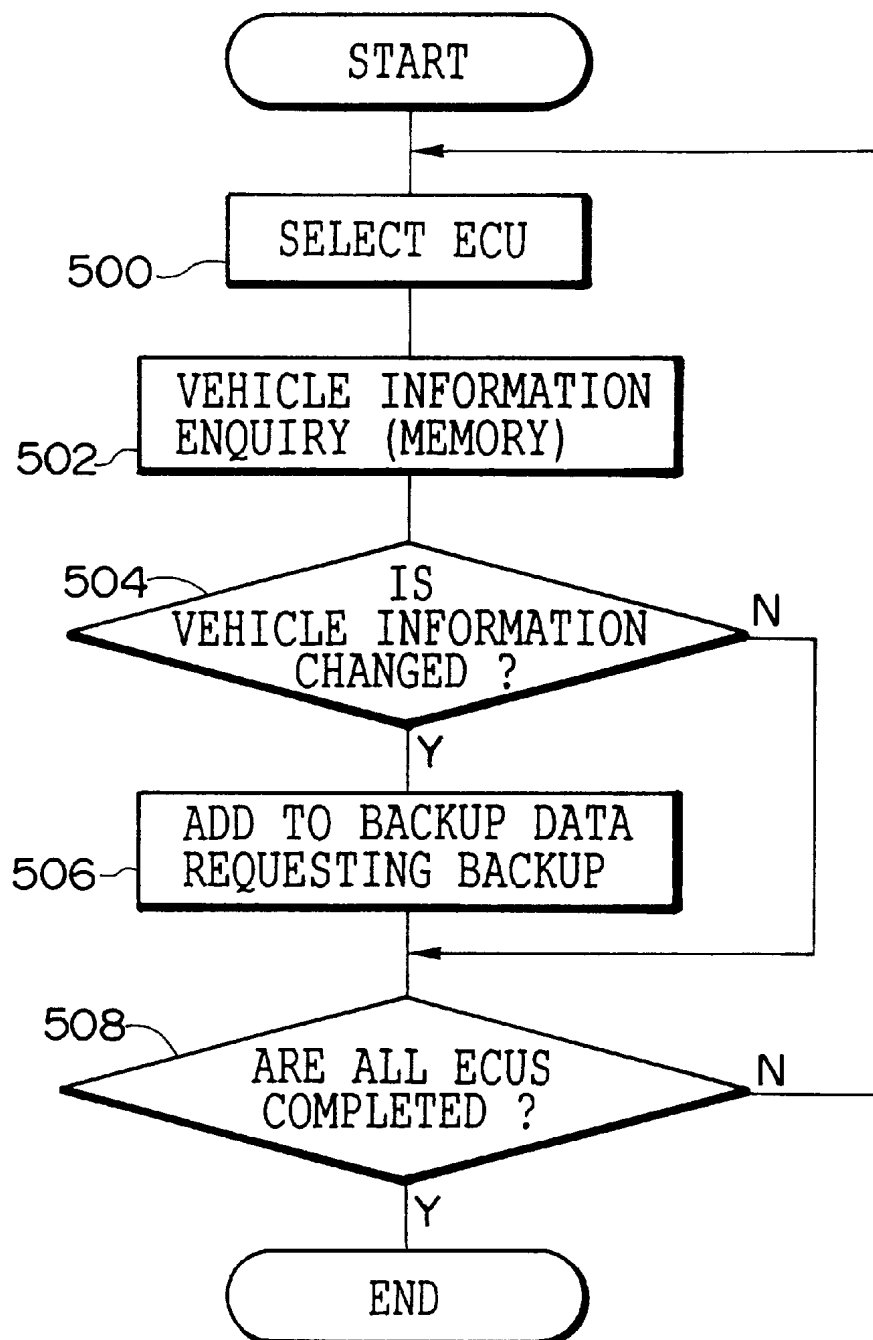 START
SELECT ECU
500
VEHICLE INFORMATION
ENQUIRY (MEMORY)
502
504
IS
VEHICLE INFORMATION
CHANGED ?
N
Y
ADD TO BACKUP DATA
REQUESTING BACKUP
506
508
ARE ALL ECUS
COMPLETED ?
N
Y
END